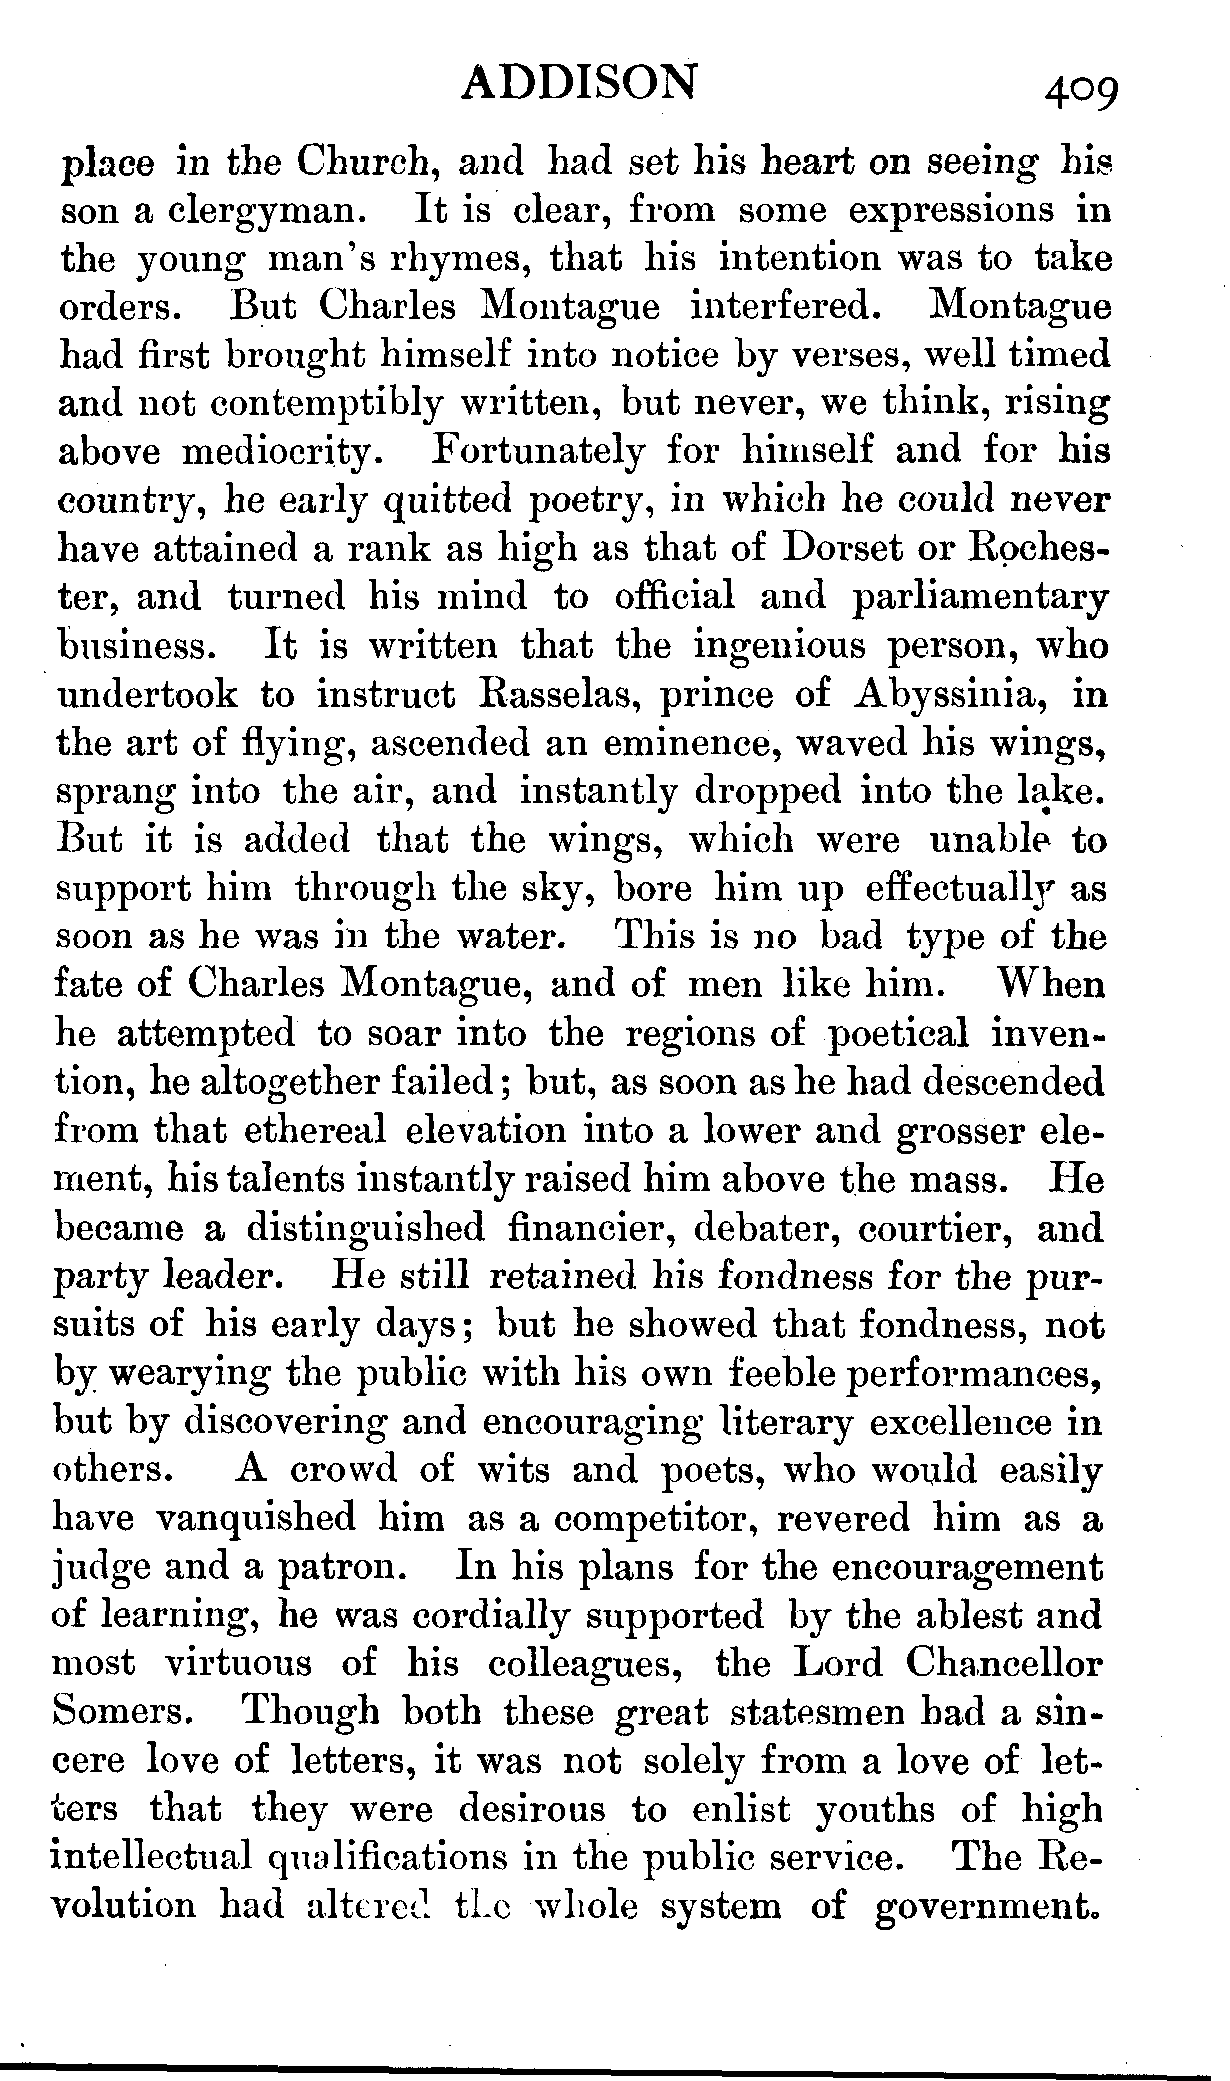 ADDISON 409
place in the Church, and had set his heart on seeing his
son a clergyman. It is clear, from some expressions in
the young man's rhymes, that his intention was to take
orders. But Charles Montague interfered. Montague
had first brought himself into notice by verses, well timed
and not contemptibly written, but never, we think, rising
above mediocrity. Fortunately for himself and for his
country, he early quitted poetry, in which he could never
have attained a rank as high as that of Dorset or Roches-
ter, and turned his mind to official and parliamentary
business. It is written that the ingenious person, who
undertook to instruct Rasselas, prince of Abyssinia, in
the art of flying, ascended an eminence, waved his wings,
sprang into the air, and instantly dropped into the lake.
But it is added that the wings, which were unable to
support him through the sky, bore him up effectually as
soon as he was in the water. This is no bad type of the
fate of Charles Montague, and of men like him. When
he attempted to soar into the regions of poetical inven-
tion, he altogether failed; but, as soon as he had descended
from that ethereal elevation into a lower and grosser ele-
ment, his talents instantly raised him above the mass. He
became a distinguished financier, debater, courtier, and
party leader. He still retained his fondness for the pur-
suits of his early days; but he showed that fondness, not
by wearying the public with his own feeble performances,
but by discovering and encouraging literary excellence in
others. A crowd of wits and poets, who would easily
have vanquished him as a competitor, revered him as a
judge and a patron. In his plans for the encouragement
of learning, he was cordially supported by the ablest and
most virtuous of his colleagues, the Lord Chancellor
Somers. Though both these great statesmen had a sin-
cere love of letters, it was not solely from a love of let-
ters that they were desirous to enlist youths of high
intellectual qualifications in the public service. The Re-
volution had altered the whole system of government.